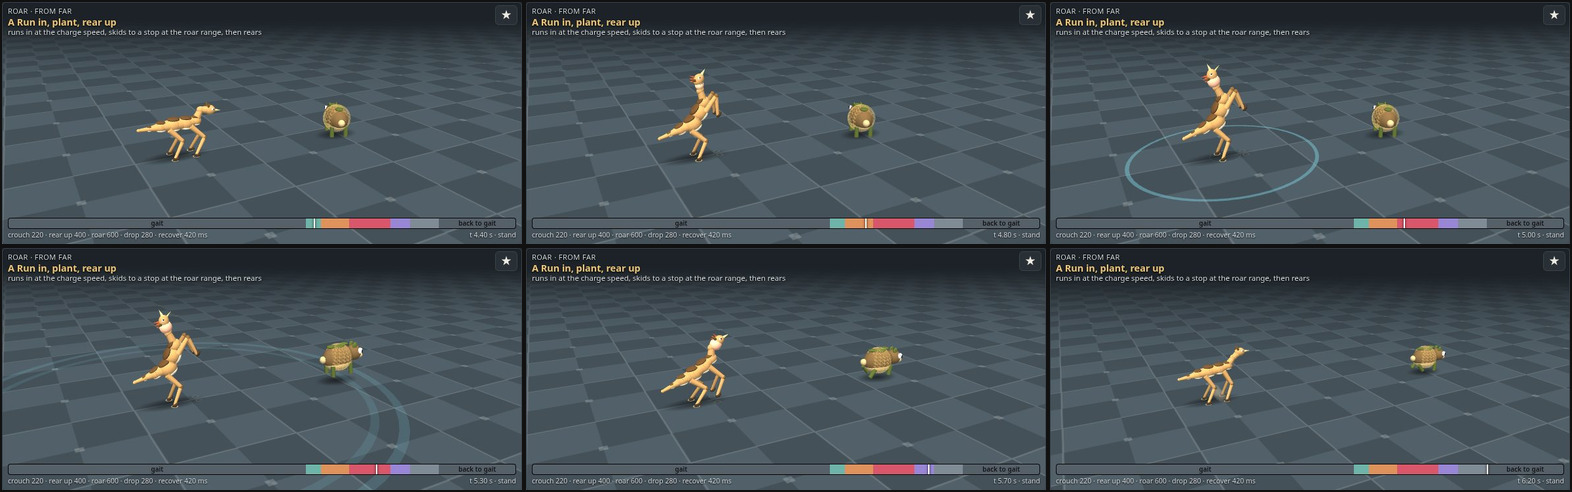 ROAR · FROM FAR
A Run in, plant, rear up
runs in at the charge speed, skids to a stop at the roar range, then rears
★
gait
back to gait
crouch 220 · rear up 400 · roar 600 · drop 280 · recover 420 ms
t 4.40 s · stand
ROAR · FROM FAR
A Run in, plant, rear up
runs in at the charge speed, skids to a stop at the roar range, then rears
★
gait
back to gait
crouch 220 · rear up 400 · roar 600 · drop 280 · recover 420 ms
t 4.80 s · stand
ROAR · FROM FAR
A Run in, plant, rear up
runs in at the charge speed, skids to a stop at the roar range, then rears
★
gait
back to gait
crouch 220 · rear up 400 · roar 600 · drop 280 · recover 420 ms
t 5.00 s · stand
ROAR · FROM FAR
A Run in, plant, rear up
runs in at the charge speed, skids to a stop at the roar range, then rears
★
gait
back to gait
crouch 220 · rear up 400 · roar 600 · drop 280 · recover 420 ms
t 5.30 s · stand
ROAR · FROM FAR
A Run in, plant, rear up
runs in at the charge speed, skids to a stop at the roar range, then rears
★
gait
back to gait
crouch 220 · rear up 400 · roar 600 · drop 280 · recover 420 ms
t 5.70 s · stand
ROAR · FROM FAR
A Run in, plant, rear up
runs in at the charge speed, skids to a stop at the roar range, then rears
★
gait
back to gait
crouch 220 · rear up 400 · roar 600 · drop 280 · recover 420 ms
t 6.20 s · stand